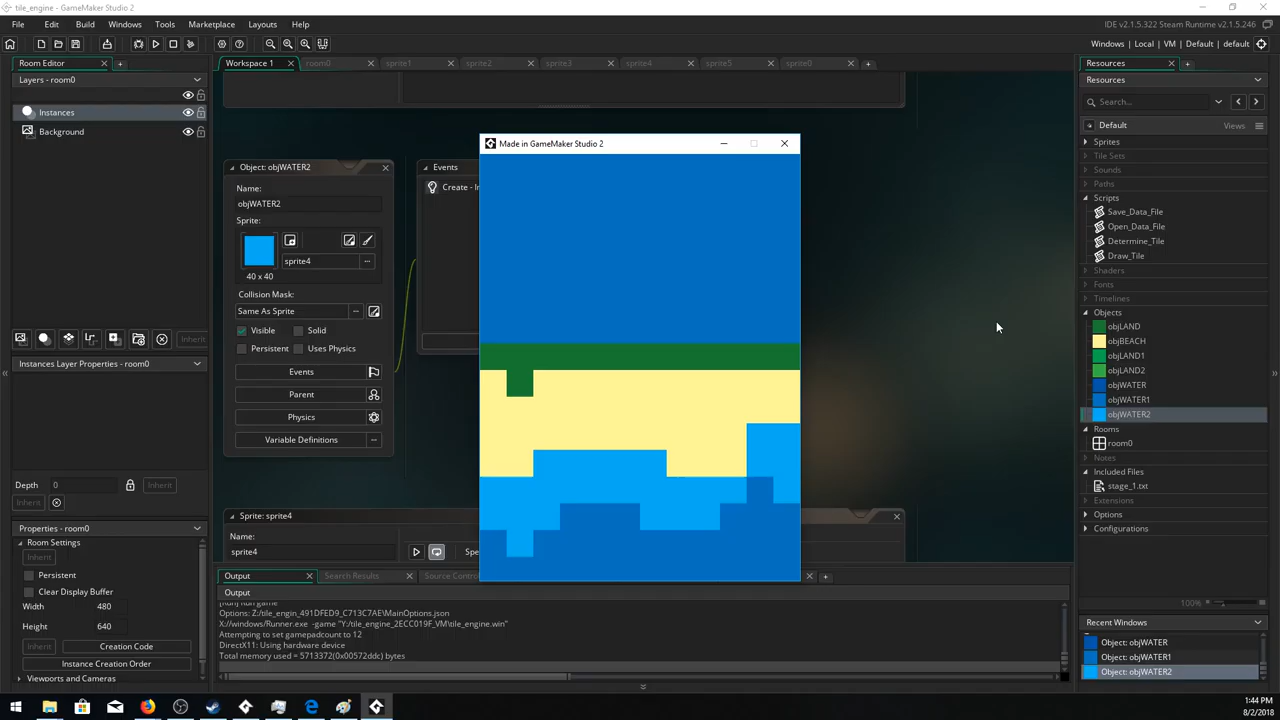 tile_engine - GameMaker Studio 2
File Edit Build Windows Tools Marketplace Layouts Help
IDE v2.1.5.322 Steam Runtime v2.1.5.246
Windows | Local | VM | Default | default
Room Editor
Layers - room0
Instances
Background
Inherit
Instances Layer Properties - room0
Depth 0 Inherit
Inherit
Properties - room0
Room Settings
Inherit
Persistent
Clear Display Buffer
Width 480
Height 640
Inherit Creation Code
Instance Creation Order
Viewports and Cameras
Workspace 1 room0 sprite1 sprite2 sprite3 sprite4 sprite5 sprite0
Object: objWATER2
Name:
objWATER2
Sprite:
sprite4
40 x 40
Collision Mask:
Same As Sprite
Visible Solid
Persistent Uses Physics
Events
Parent
Physics
Variable Definitions
Events
Create -
Made in GameMaker Studio 2
Sprite: sprite4
Name:
sprite4
Output Search Results
Output
[Run] Run game
Options: Z:/tile_engin_491DFED9_C713C7AE\MainOptions.json
X://windows/Runner.exe -game "Y:/tile_engine_2ECC019F_VM\tile_engine.win"
Attempting to set gamepadcount to 12
DirectX11: Using hardware device
Total memory used = 5713372(0x00572ddc) bytes
Resources
Resources
Search...
Default Views
Sprites
Tile Sets
Sounds
Paths
Scripts
Save_Data_File
Open_Data_File
Determine_Tile
Draw_Tile
Shaders
Fonts
Timelines
Objects
objLAND
objBEACH
objLAND1
objLAND2
objWATER
objWATER1
objWATER2
Rooms
room0
Notes
Included Files
stage_1.txt
Extensions
Options
Configurations
100%
Recent Windows
Object: objWATER
Object: objWATER1
Object: objWATER2
1:44 PM
8/2/2018